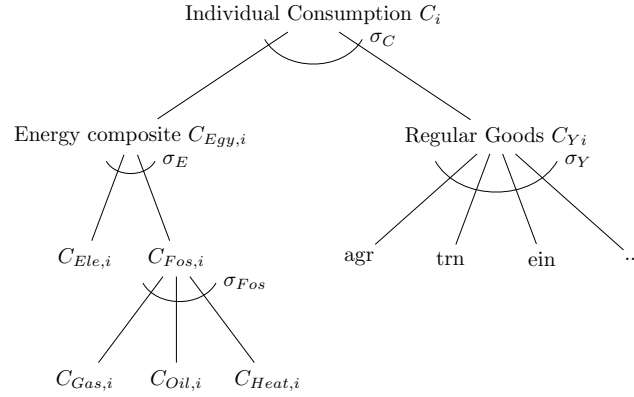 Individual Consumption C_i
σ_C
Energy composite C_{Egy,i}
Regular Goods C_{Yi}
σ_E
σ_Y
C_{Ele,i}
C_{Fos,i}
agr
trn
ein
..
σ_{Fos}
C_{Gas,i}
C_{Oil,i}
C_{Heat,i}